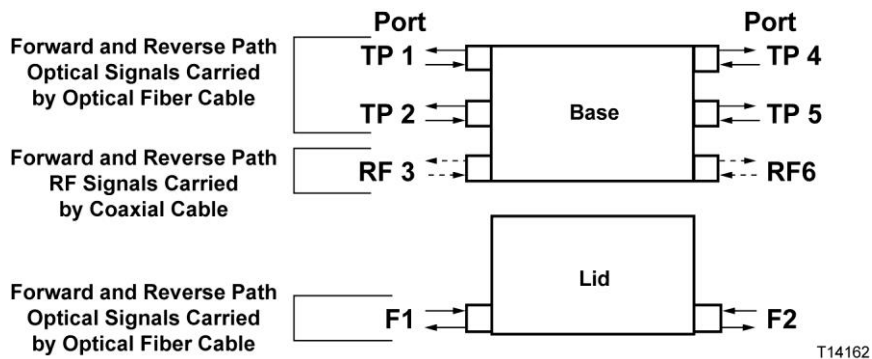 Port
Port
Forward and Reverse Path
Optical Signals Carried
by Optical Fiber Cable
TP 1
TP 4
TP 2
Base
TP 5
Forward and Reverse Path
RF Signals Carried
by Coaxial Cable
RF 3
RF6
Lid
Forward and Reverse Path
Optical Signals Carried
by Optical Fiber Cable
F1
F2
T14162